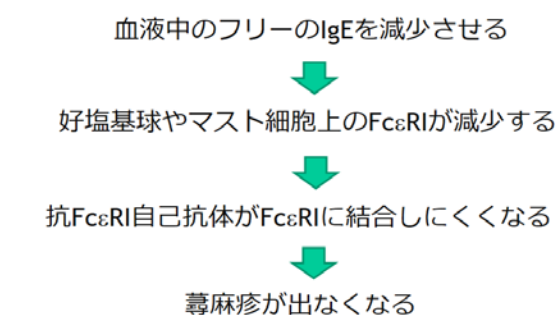 血液中のフリーのIgEを減少させる
好塩基球やマスト細胞上のFcεRIが減少する
抗FcεRI自己抗体がFcεRIに結合しにくくなる
蕁麻疹が出なくなる